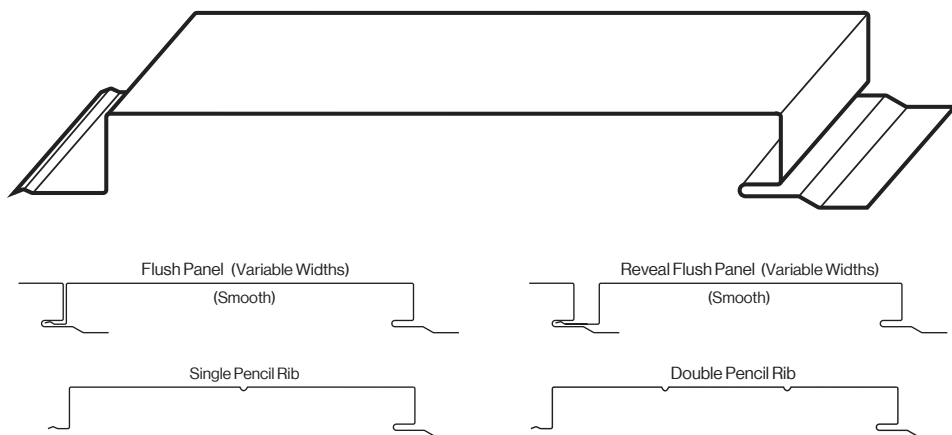 Flush Panel (Variable Widths)
(Smooth)
Reveal Flush Panel (Variable Widths)
(Smooth)
Single Pencil Rib
Double Pencil Rib